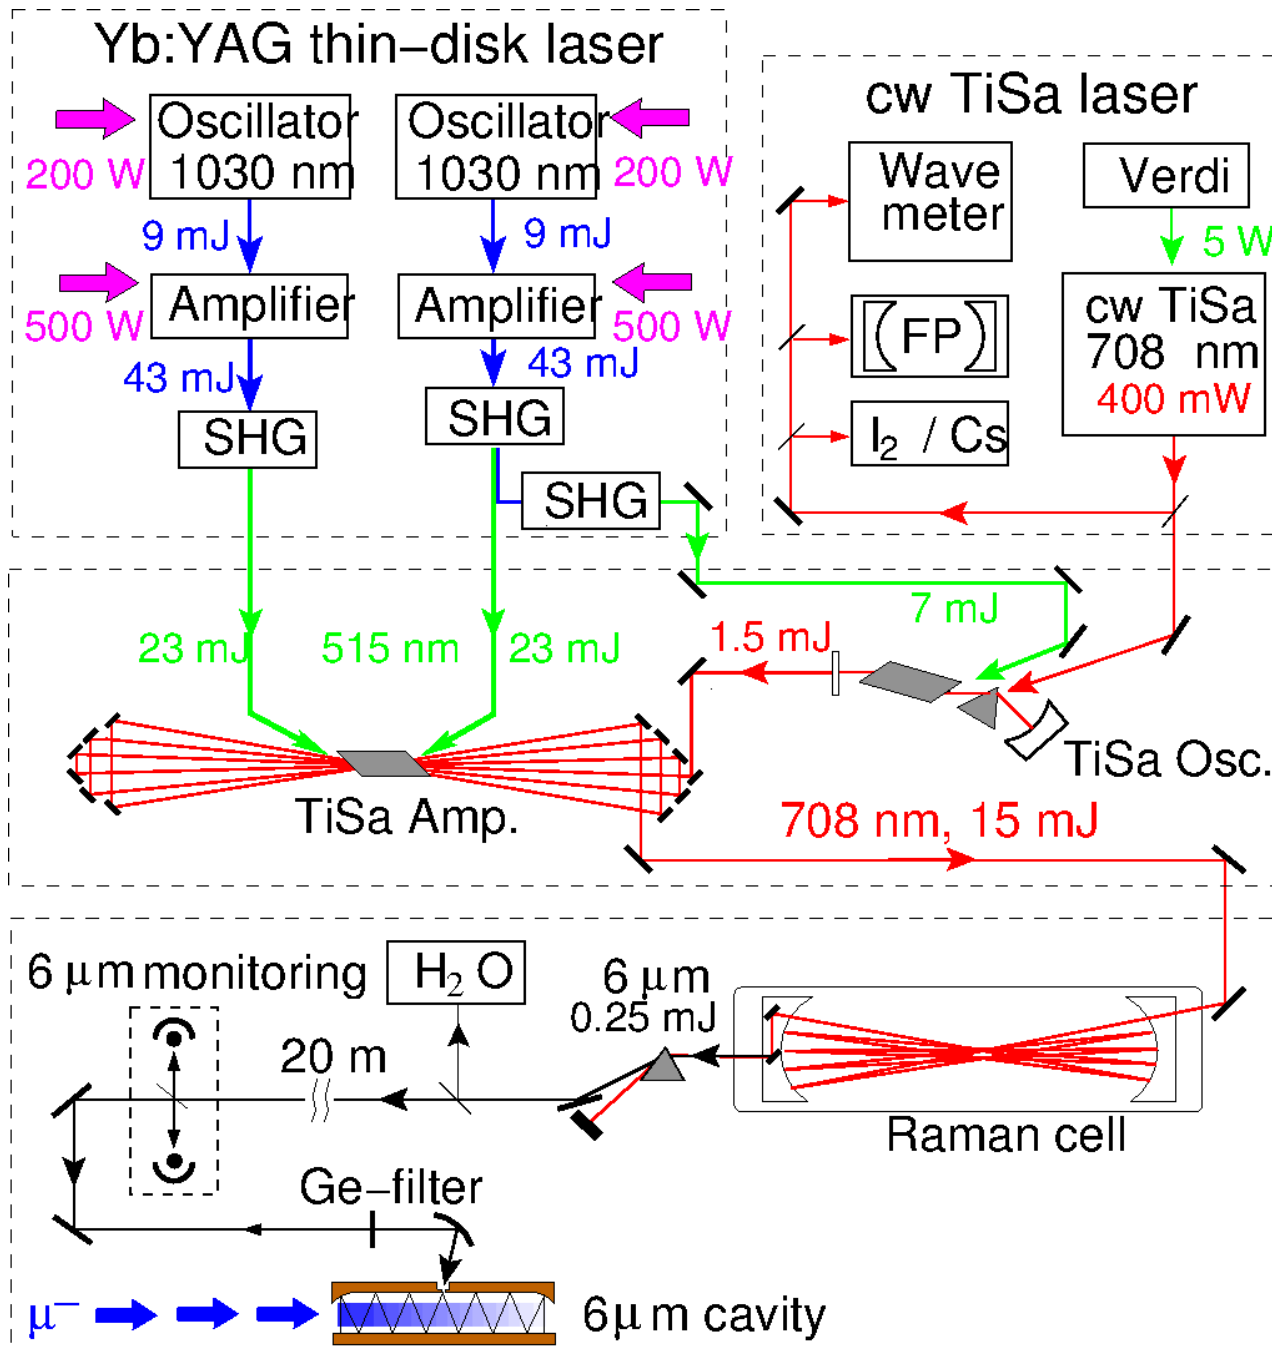 Yb:YAG thin−disk laser
Oscillator
1030 nm
200 W
9 mJ
Amplifier
500 W
43 mJ
SHG
Oscillator
1030 nm
200 W
9 mJ
Amplifier
500 W
43 mJ
SHG
SHG
cw TiSa laser
Wave
meter
FP
I2 / Cs
Verdi
5 W
cw TiSa
708 nm
400 mW
23 mJ
515 nm
23 mJ
7 mJ
1.5 mJ
TiSa Osc.
TiSa Amp.
708 nm, 15 mJ
6 μm monitoring
H2 O
6 μm
0.25 mJ
20 m
Raman cell
Ge−filter
μ−
6μm cavity